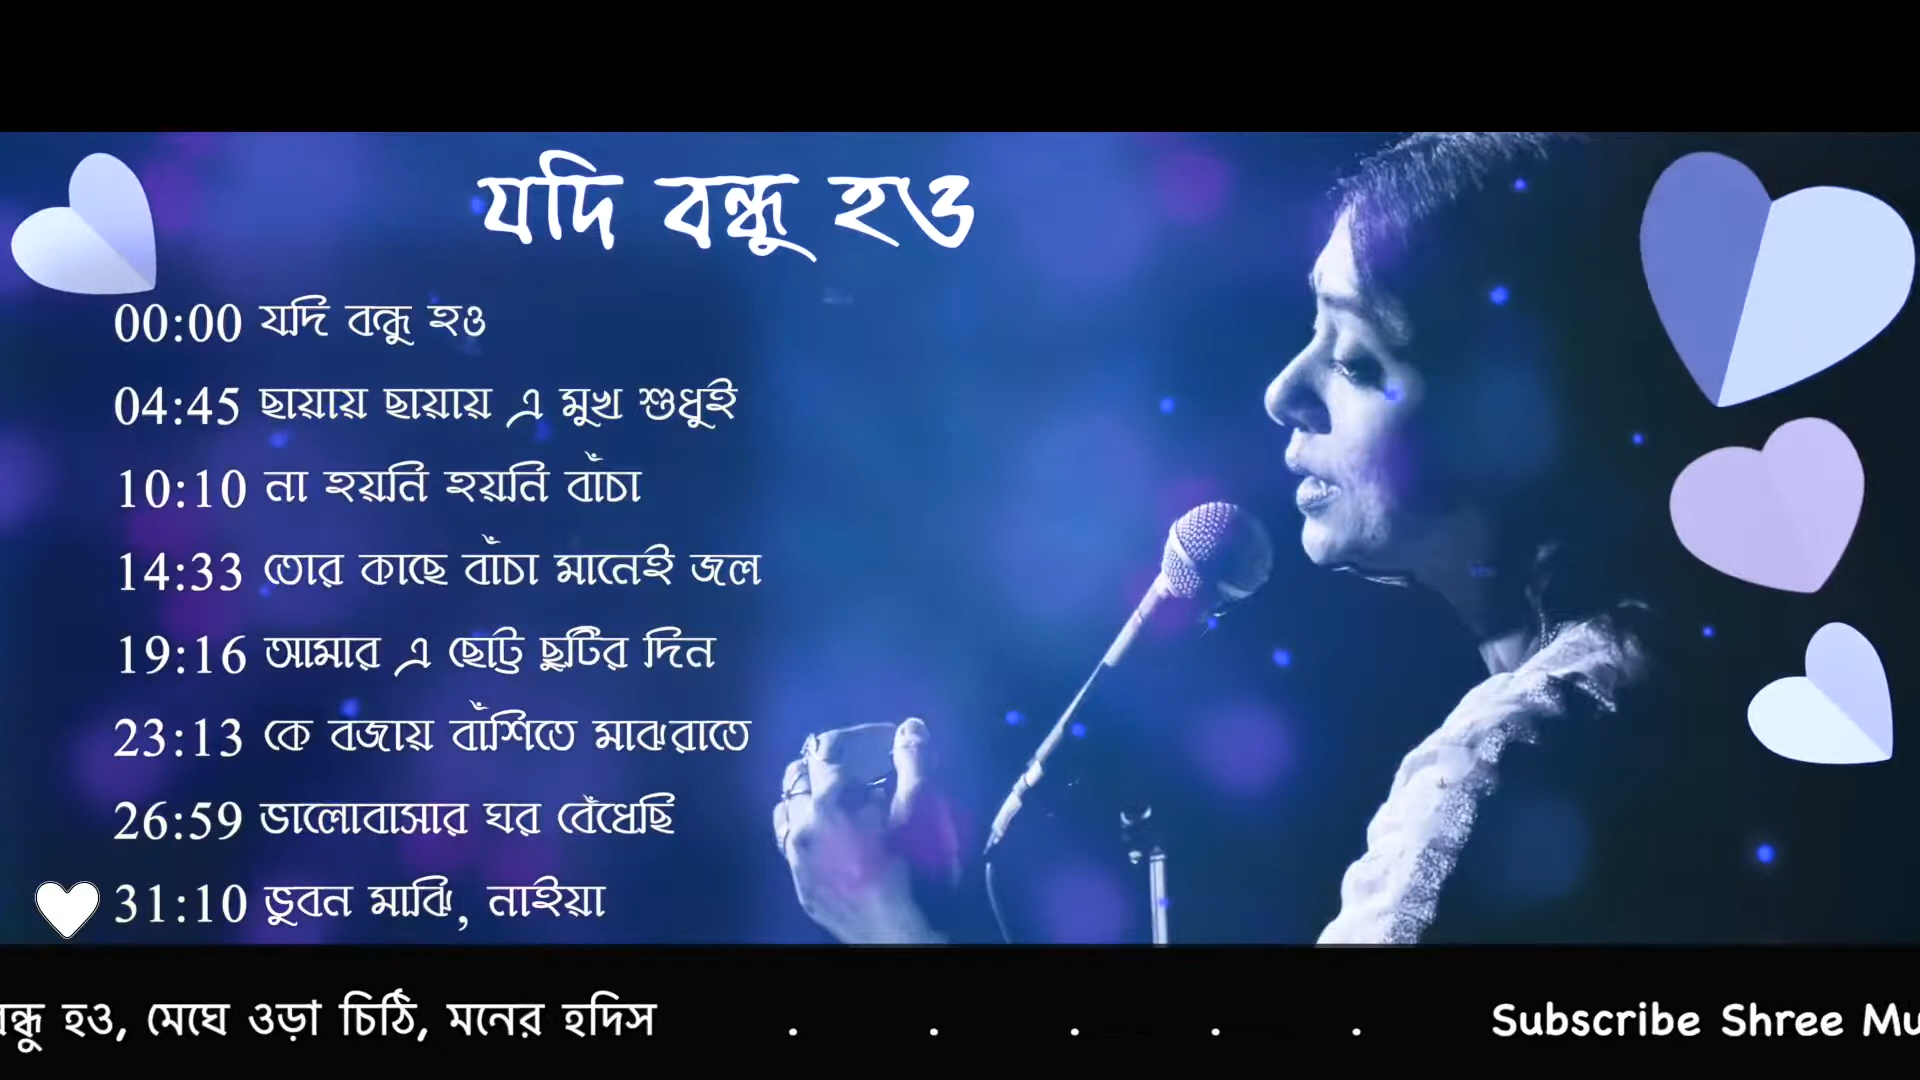 যদি বন্ধু হও
00:00 যদি বন্ধু হও
04:45 ছায়ায় ছায়ায় এ মুখ শুধুই
10:10 না হয়নি হয়নি বাঁচা
14:33 তোর কাছে বাঁচা মানেই জল
19:16 আমার এ ছোট্ট ছুটির দিন
23:13 কে বজায় বাঁশিতে মাঝরাতে
26:59 ভালোবাসার ঘর বেঁধেছি
31:10 ভুবন মাঝি, নাইয়া
হও, মেঘে ওড়া চিঠি, মনের হদিস . . . . . Subscribe Shree